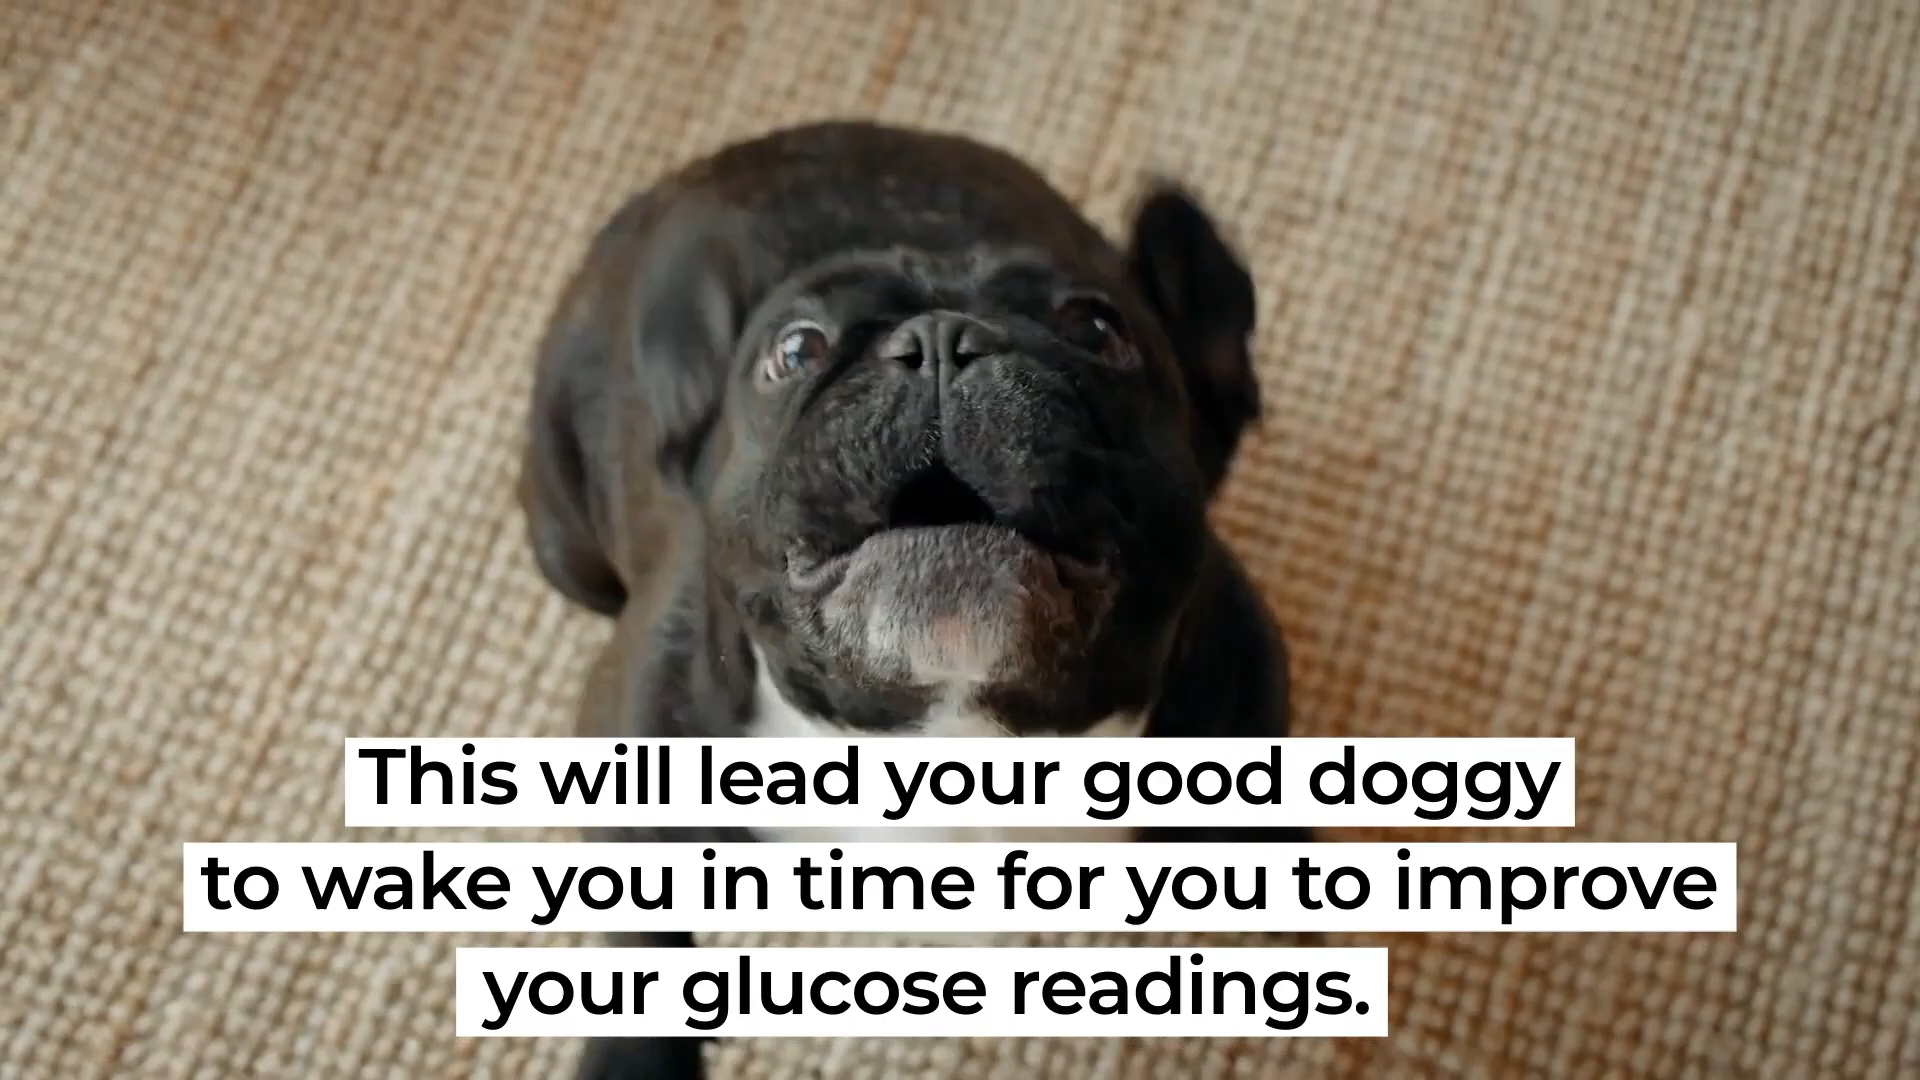 This will lead your good doggy
to wake you in time for you to improve
your glucose readings.